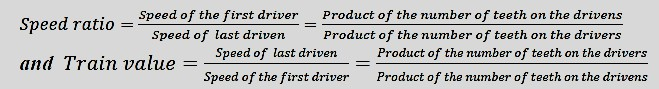 Speed ratio = Speed of the first driver / Speed of last driven = Product of the number of teeth on the drivens / Product of the number of teeth on the drivers
and Train value = Speed of last driven / Speed of the first driver = Product of the number of teeth on the drivers / Product of the number of teeth on the drivens